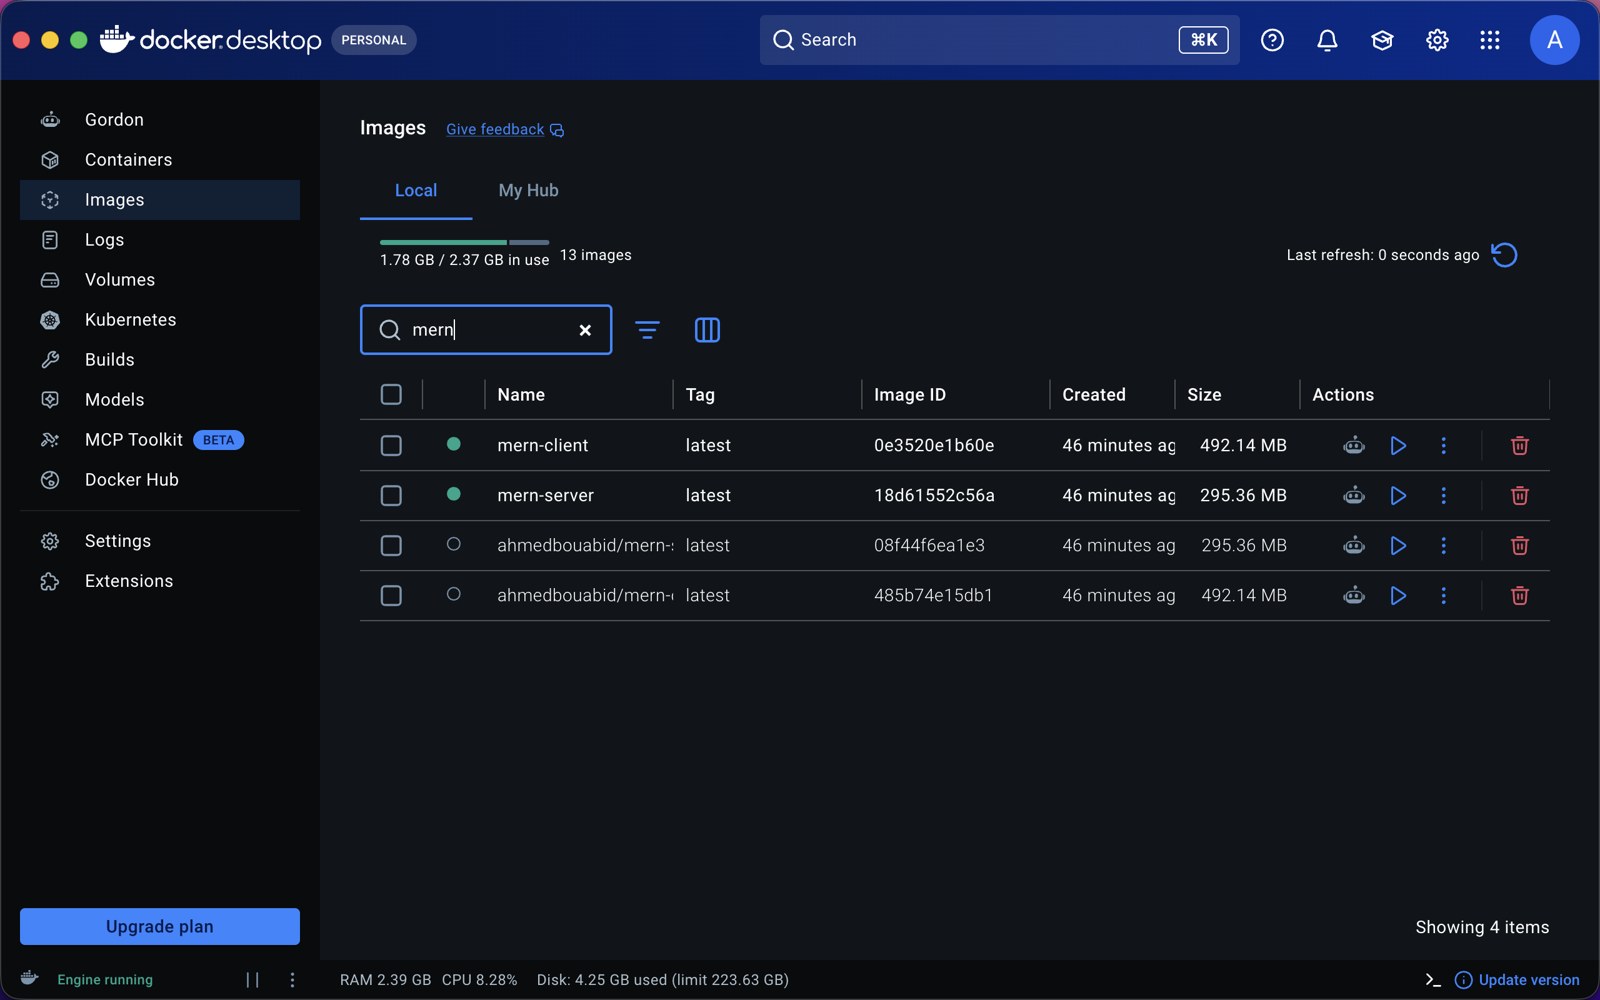 docker.desktop PERSONAL
Search ⌘K
A
Gordon
Containers
Images
Logs
Volumes
Kubernetes
Builds
Models
MCP Toolkit BETA
Docker Hub
Settings
Extensions
Upgrade plan
Images Give feedback
Local My Hub
1.78 GB / 2.37 GB in use 13 images
Last refresh: 0 seconds ago
mern
Name Tag Image ID Created Size Actions
mern-client latest 0e3520e1b60e 46 minutes ag 492.14 MB
mern-server latest 18d61552c56a 46 minutes ag 295.36 MB
ahmedbouabid/mern- latest 08f44f6ea1e3 46 minutes ag 295.36 MB
ahmedbouabid/mern- latest 485b74e15db1 46 minutes ag 492.14 MB
Showing 4 items
Engine running
RAM 2.39 GB CPU 8.28% Disk: 4.25 GB used (limit 223.63 GB)
Update version